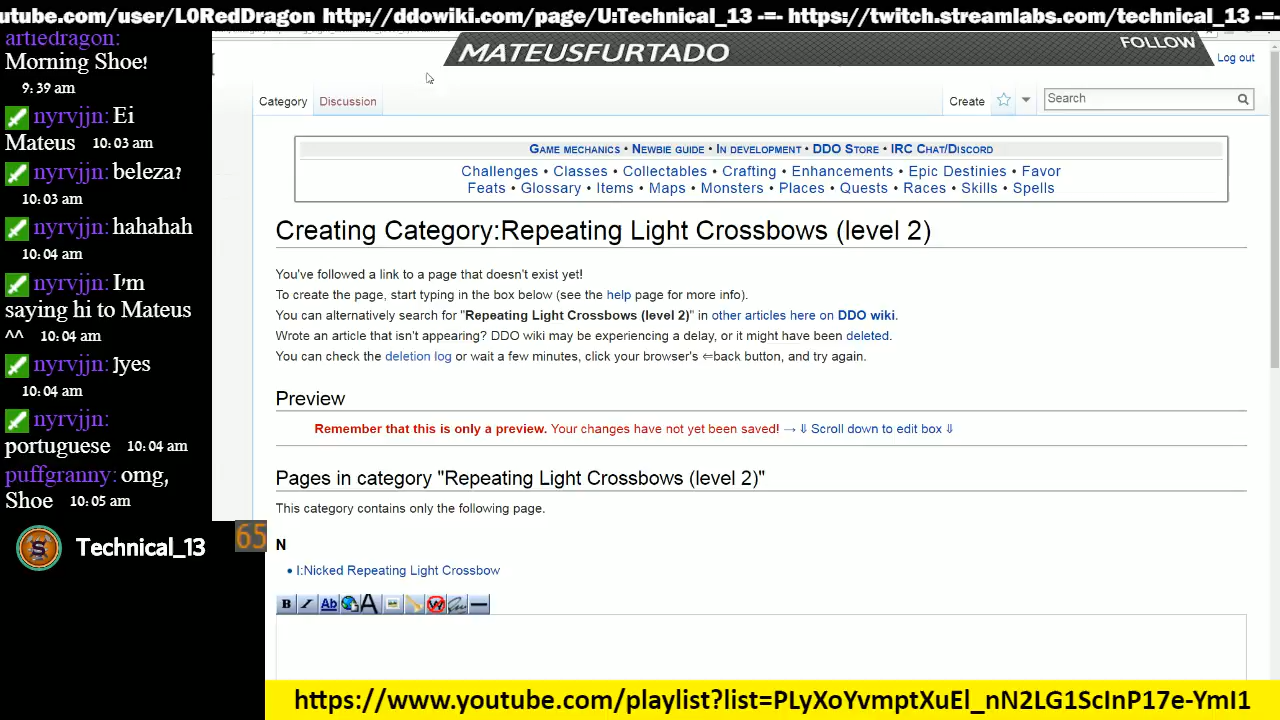 utube.com/user/L0RedDragon http://ddowiki.com/page/U:Technical_13 -=- https://twitch.streamlabs.com/technical_13 -=-
artiedragon:
Morning Shoe!
9:39 am
nyrvjjn: Ei
Mateus 10:03 am
nyrvjjn:
beleza?
10:03 am
nyrvjjn: hahahah
10:04 am
nyrvjjn: I'm
saying hi to Mateus
^^ 10:04 am
nyrvjjn: Jyes
10:04 am
nyrvjjn:
portuguese 10:04 am
puffgranny: omg,
Shoe 10:05 am
Technical_13
65
MATEUSFURTADO
FOLLOW
Log out
Category Discussion
Create Search
Game mechanics • Newbie guide • In development • DDO Store • IRC Chat/Discord
Challenges • Classes • Collectables • Crafting • Enhancements • Epic Destinies • Favor
Feats • Glossary • Items • Maps • Monsters • Places • Quests • Races • Skills • Spells
Creating Category:Repeating Light Crossbows (level 2)
You've followed a link to a page that doesn't exist yet!
To create the page, start typing in the box below (see the help page for more info).
You can alternatively search for "Repeating Light Crossbows (level 2)" in other articles here on DDO wiki.
Wrote an article that isn't appearing? DDO wiki may be experiencing a delay, or it might have been deleted.
You can check the deletion log or wait a few minutes, click your browser's ⇐back button, and try again.
Preview
Remember that this is only a preview. Your changes have not yet been saved! → ⇓ Scroll down to edit box ⇓
Pages in category "Repeating Light Crossbows (level 2)"
This category contains only the following page.
N
• I:Nicked Repeating Light Crossbow
B I Ab A W
https://www.youtube.com/playlist?list=PLyXoYvmptXuEl_nN2LG1ScInP17e-YmI1